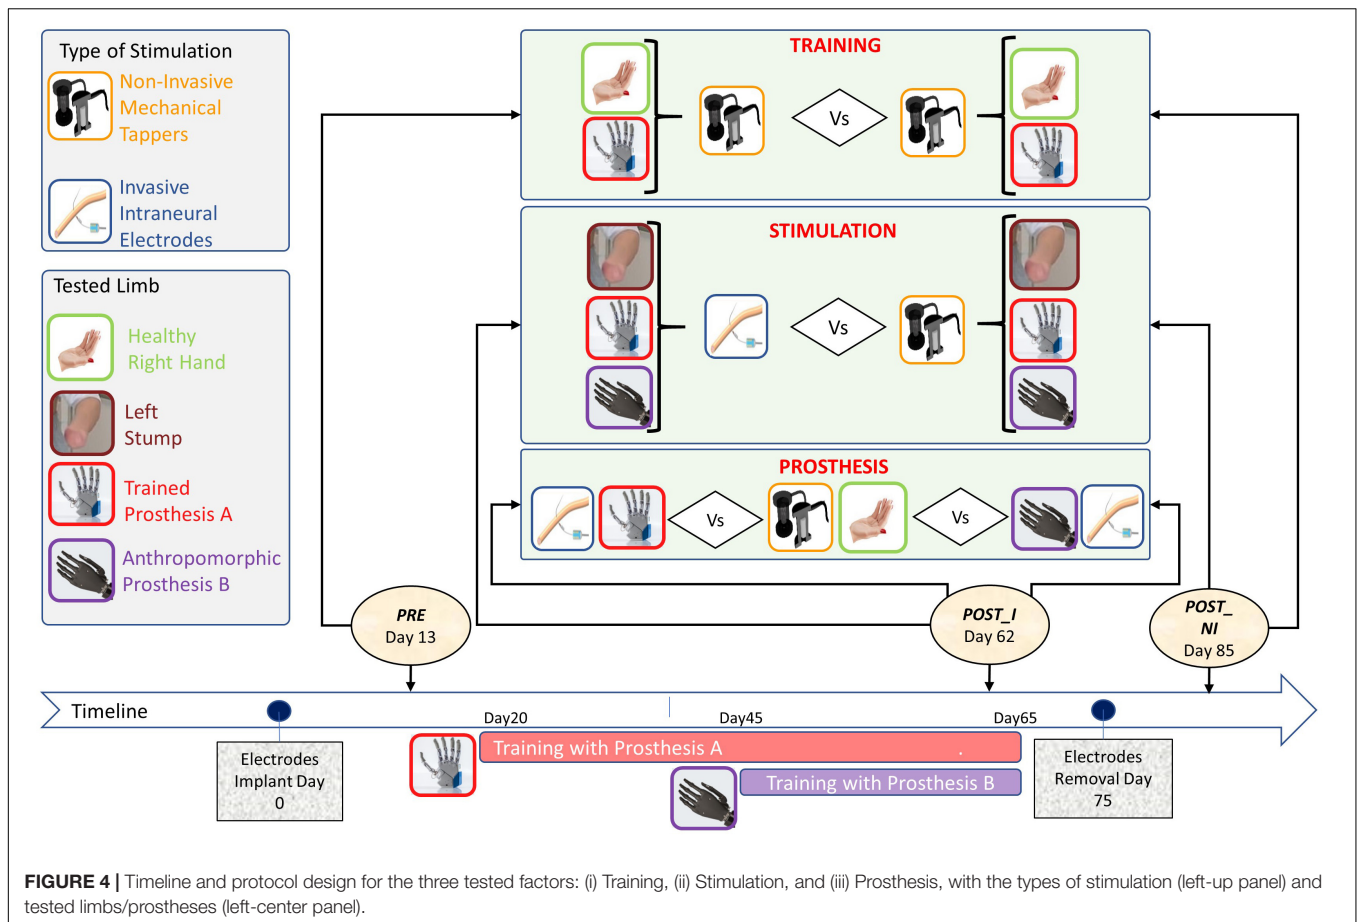 Type of Stimulation
Non-Invasive
Mechanical
Tappers
Invasive
Intraneural
Electrodes
Tested Limb
Healthy
Right Hand
Left
Stump
Trained
Prosthesis A
Anthropomorphic
Prosthesis B
TRAINING
Vs
STIMULATION
Vs
PROSTHESIS
Vs
Vs
PRE
Day 13
POST_I
Day 62
POST_
NI
Day 85
Timeline
Day20
Day45
Day65
Training with Prosthesis A .
Training with Prosthesis B
Electrodes
Implant Day
0
Electrodes
Removal Day
75
FIGURE 4 | Timeline and protocol design for the three tested factors: (i) Training, (ii) Stimulation, and (iii) Prosthesis, with the types of stimulation (left-up panel) and
tested limbs/prostheses (left-center panel).